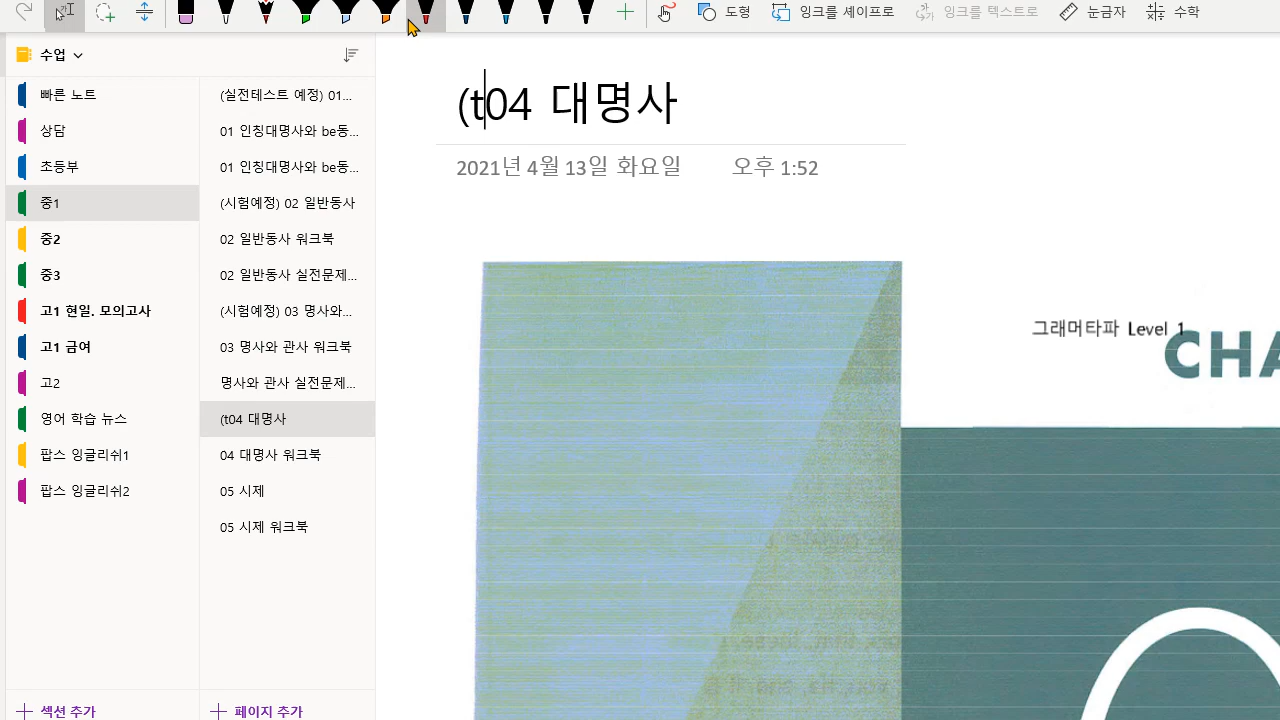 도형
잉크를 셰이프로
잉크를 텍스트로
눈금자
수학
수업
빠른 노트
상담
초등부
중1
중2
중3
고1 현일. 모의고사
고1 금여
고2
영어 학습 뉴스
팝스 잉글리쉬1
팝스 잉글리쉬2
섹션 추가
(실전테스트 예정) 01...
01 인칭대명사와 be동...
01 인칭대명사와 be동...
(시험예정) 02 일반동사
02 일반동사 워크북
02 일반동사 실전문제...
(시험예정) 03 명사와...
03 명사와 관사 워크북
명사와 관사 실전문제...
(t04 대명사
04 대명사 워크북
05 시제
05 시제 워크북
페이지 추가
(t04 대명사
2021년 4월 13일 화요일 오후 1:52
그래머타파 Level 1
CHA